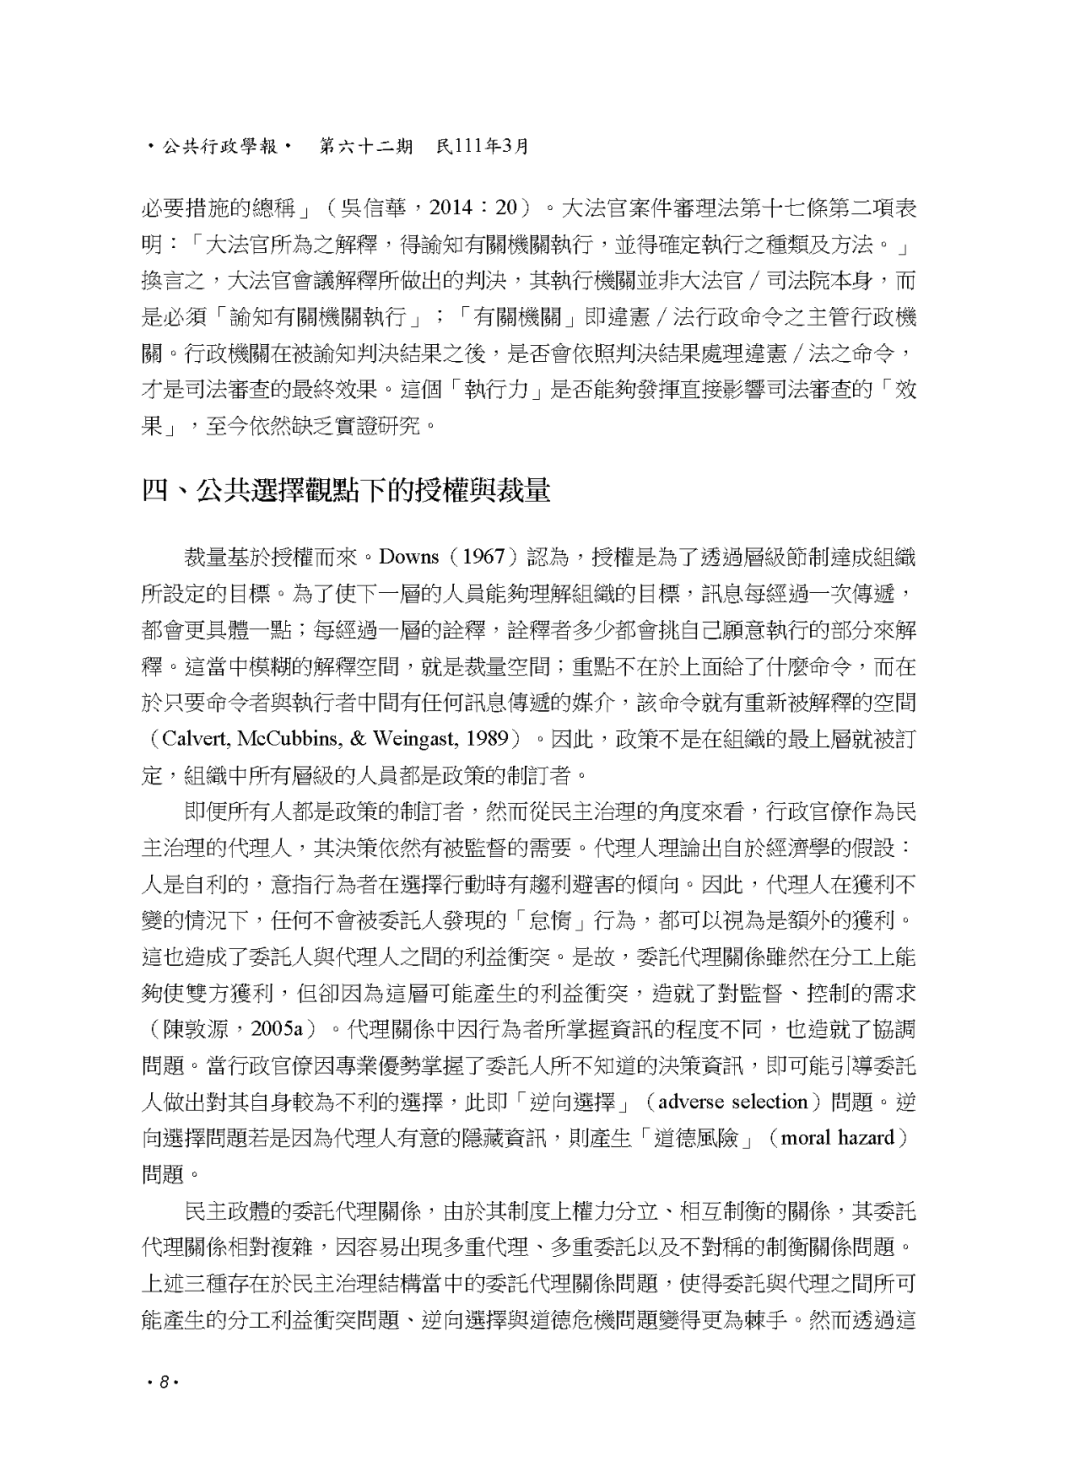 •公共行政學報•　第六十二期　民111年3月
必要措施的總稱」（吳信華，2014：20）。大法官案件審理法第十七條第二項表
明：「大法官所為之解釋，得諭知有關機關執行，並得確定執行之種類及方法。」
換言之，大法官會議解釋所做出的判決，其執行機關並非大法官／司法院本身，而
是必須「諭知有關機關執行」；「有關機關」即違憲／法行政命令之主管行政機
關。行政機關在被諭知判決結果之後，是否會依照判決結果處理違憲／法之命令，
才是司法審查的最終效果。這個「執行力」是否能夠發揮直接影響司法審查的「效
果」，至今依然缺乏實證研究。
四、公共選擇觀點下的授權與裁量
裁量基於授權而來。Downs（1967）認為，授權是為了透過層級節制達成組織
所設定的目標。為了使下一層的人員能夠理解組織的目標，訊息每經過一次傳遞，
都會更具體一點；每經過一層的詮釋，詮釋者多少都會挑自己願意執行的部分來解
釋。這當中模糊的解釋空間，就是裁量空間；重點不在於上面給了什麼命令，而在
於只要命令者與執行者中間有任何訊息傳遞的媒介，該命令就有重新被解釋的空間
（Calvert, McCubbins, & Weingast, 1989）。因此，政策不是在組織的最上層就被訂
定，組織中所有層級的人員都是政策的制訂者。
即便所有人都是政策的制訂者，然而從民主治理的角度來看，行政官僚作為民
主治理的代理人，其決策依然有被監督的需要。代理人理論出自於經濟學的假設：
人是自利的，意指行為者在選擇行動時有趨利避害的傾向。因此，代理人在獲利不
變的情況下，任何不會被委託人發現的「怠惰」行為，都可以視為是額外的獲利。
這也造成了委託人與代理人之間的利益衝突。是故，委託代理關係雖然在分工上能
夠使雙方獲利，但卻因為這層可能產生的利益衝突，造就了對監督、控制的需求
（陳敦源，2005a）。代理關係中因行為者所掌握資訊的程度不同，也造就了協調
問題。當行政官僚因專業優勢掌握了委託人所不知道的決策資訊，即可能引導委託
人做出對其自身較為不利的選擇，此即「逆向選擇」（adverse selection）問題。逆
向選擇問題若是因為代理人有意的隱藏資訊，則產生「道德風險」（moral hazard）
問題。
民主政體的委託代理關係，由於其制度上權力分立、相互制衡的關係，其委託
代理關係相對複雜，因容易出現多重代理、多重委託以及不對稱的制衡關係問題。
上述三種存在於民主治理結構當中的委託代理關係問題，使得委託與代理之間所可
能產生的分工利益衝突問題、逆向選擇與道德危機問題變得更為棘手。然而透過這
•8•